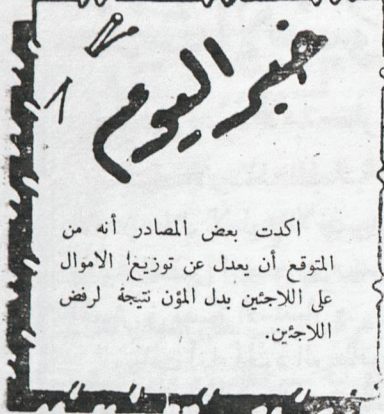 خبر اليوم !!
!
اكدت بعض المصادر أنه من
المتوقع أن يعدل عن توزيع الاموال
على اللاجئين بدل المؤن نتيجة لرفض
اللاجئين.